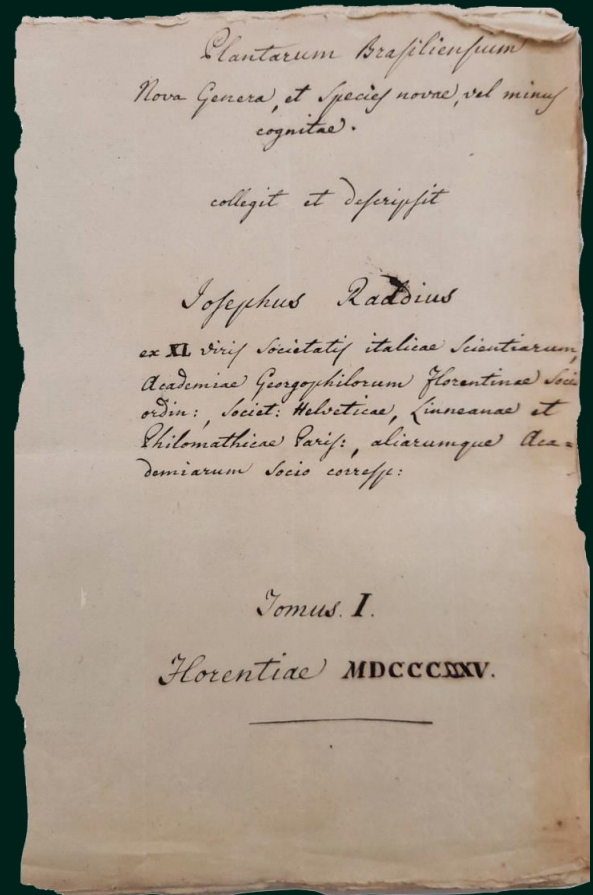 Plantarum Braſilienſium
Nova Genera, et Species novae, vel minus
cognitae.
collegit et deſcripſit
Joſephus Raddius
ex XL viris Societatis italicae Scientiarum,
Academiae Georgophilorum Florentinae Socio
ordin:, Societ: Helveticae, Linneanae et
Philomathicae Pariſ:, aliarumque Aca=
demiarum Socio correſp:
Tomus. I.
Florentiae MDCCCXXV.